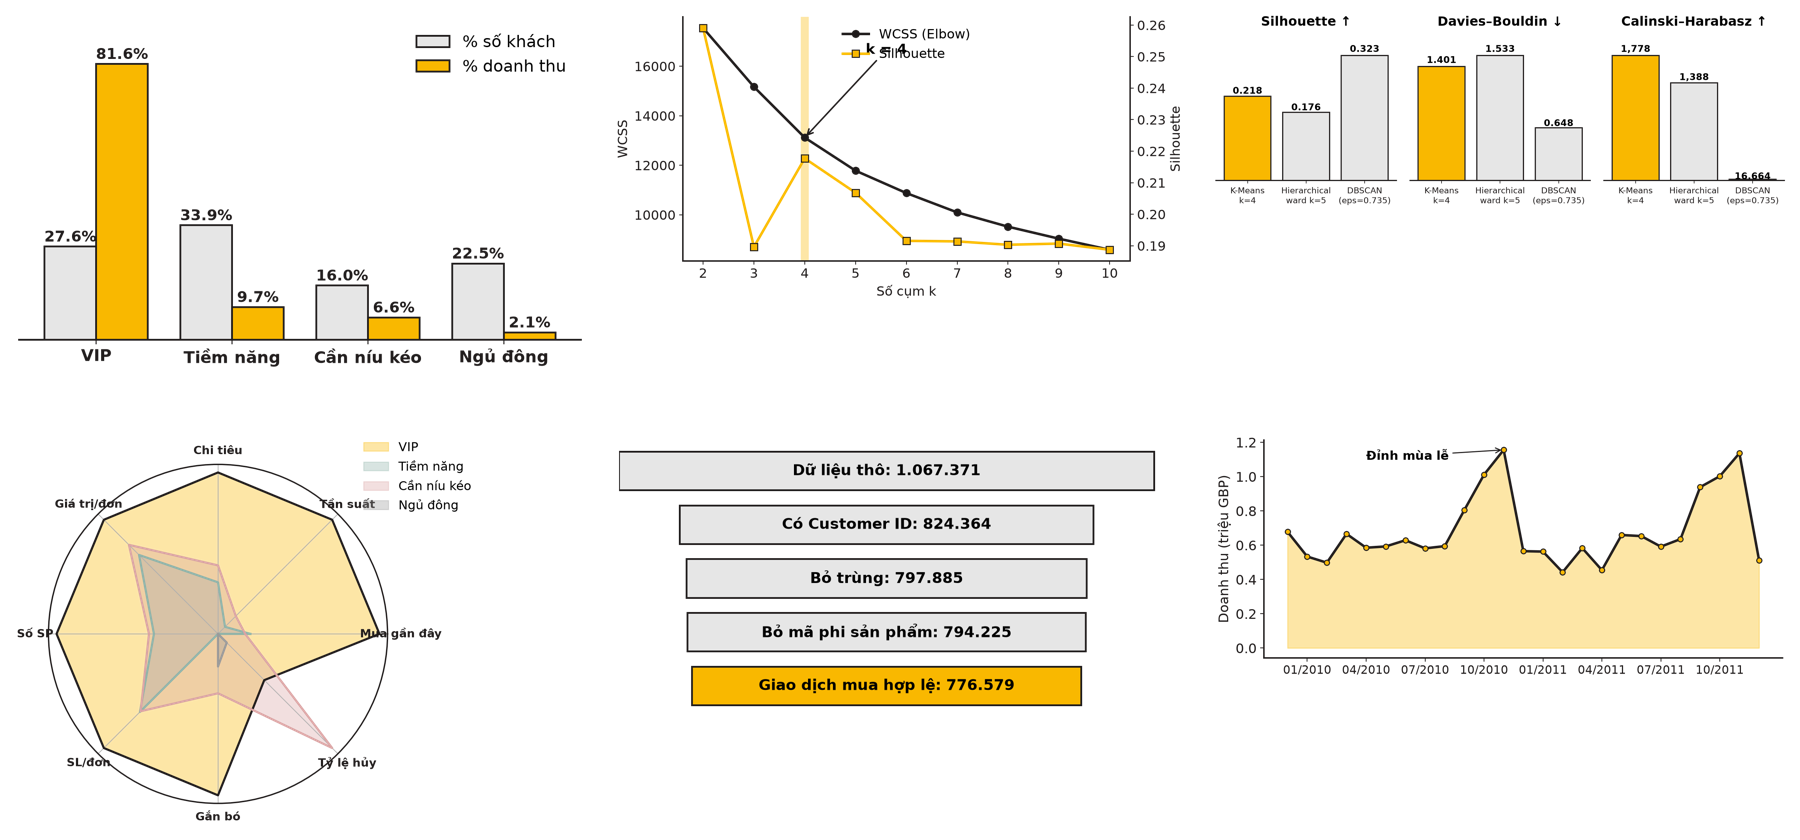 % số khách
% doanh thu
81.6%
27.6%
33.9%
9.7%
16.0%
6.6%
22.5%
2.1%
VIP
Tiềm năng
Cần níu kéo
Ngủ đông
WCSS (Elbow)
Silhouette
k = 4
WCSS
16000
14000
12000
10000
Silhouette
0.26
0.25
0.24
0.23
0.22
0.21
0.20
0.19
2 3 4 5 6 7 8 9 10
Số cụm k
Silhouette ↑
0.218
0.176
0.323
K-Means
k=4
Hierarchical
ward k=5
DBSCAN
(eps=0.735)
Davies–Bouldin ↓
1.401
1.533
0.648
K-Means
k=4
Hierarchical
ward k=5
DBSCAN
(eps=0.735)
Calinski–Harabasz ↑
1,778
1,388
16.664
K-Means
k=4
Hierarchical
ward k=5
DBSCAN
(eps=0.735)
Chi tiêu
Tần suất
Mua gần đây
Tỷ lệ hủy
Gắn bó
SL/đơn
Số SP
Giá trị/đơn
VIP
Tiềm năng
Cần níu kéo
Ngủ đông
Dữ liệu thô: 1.067.371
Có Customer ID: 824.364
Bỏ trùng: 797.885
Bỏ mã phi sản phẩm: 794.225
Giao dịch mua hợp lệ: 776.579
Doanh thu (triệu GBP)
1.2
1.0
0.8
0.6
0.4
0.2
0.0
Đỉnh mùa lễ
01/2010 04/2010 07/2010 10/2010 01/2011 04/2011 07/2011 10/2011